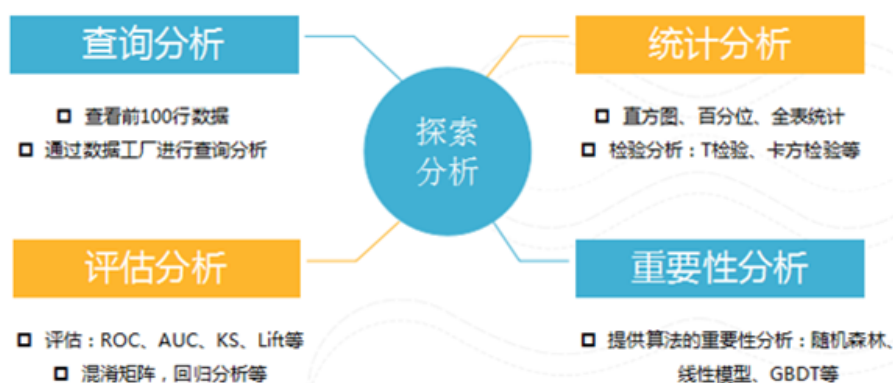 查询分析
□ 查看前100行数据
□ 通过数据工厂进行查询分析
统计分析
□ 直方图、百分位、全表统计
□ 检验分析：T检验、卡方检验等
探索
分析
评估分析
□ 评估：ROC、AUC、KS、Lift等
□ 混淆矩阵，回归分析等
重要性分析
□ 提供算法的重要性分析：随机森林、
线性模型、GBDT等